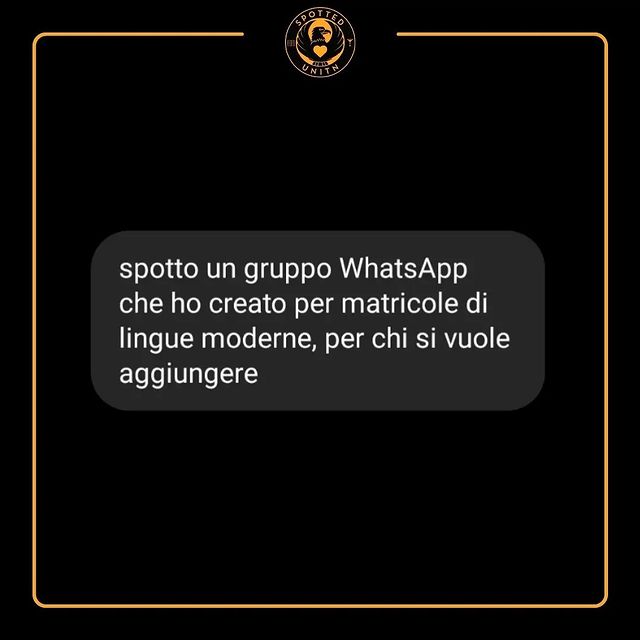 SPOTTED
UNITN
spotto un gruppo WhatsApp
che ho creato per matricole di
lingue moderne, per chi si vuole
aggiungere